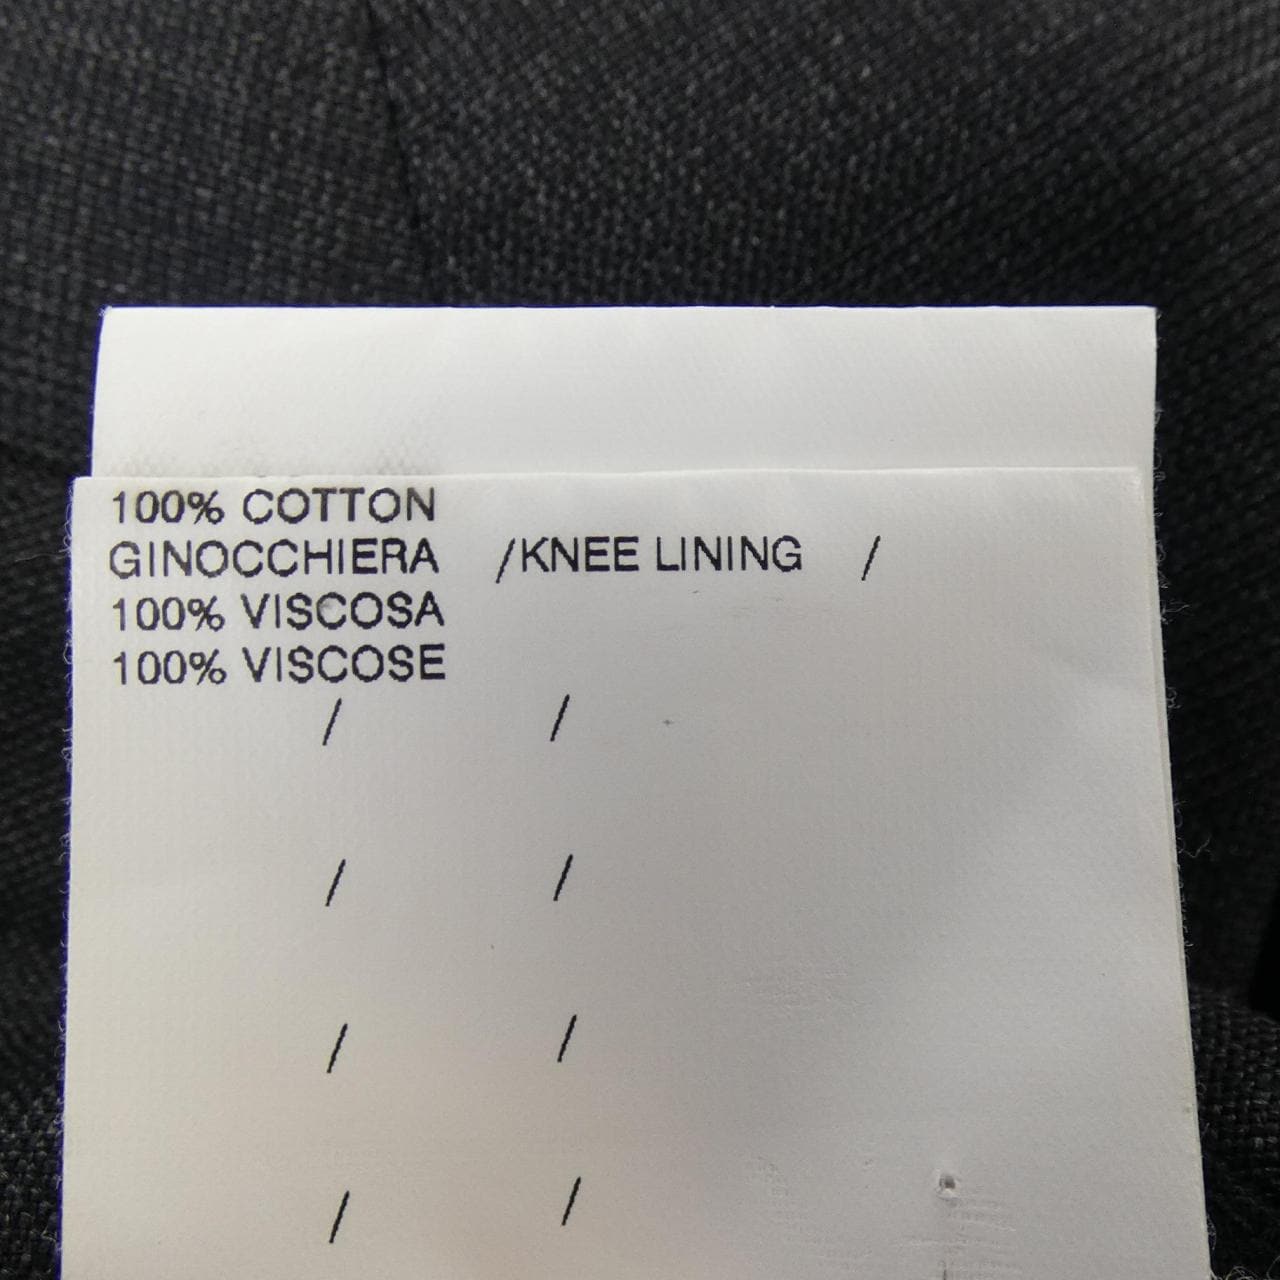 100% COTTON
GINOCCHIERA /KNEE LINING /
100% VISCOSA
100% VISCOSE
/ /
/ /
/ /
/ /